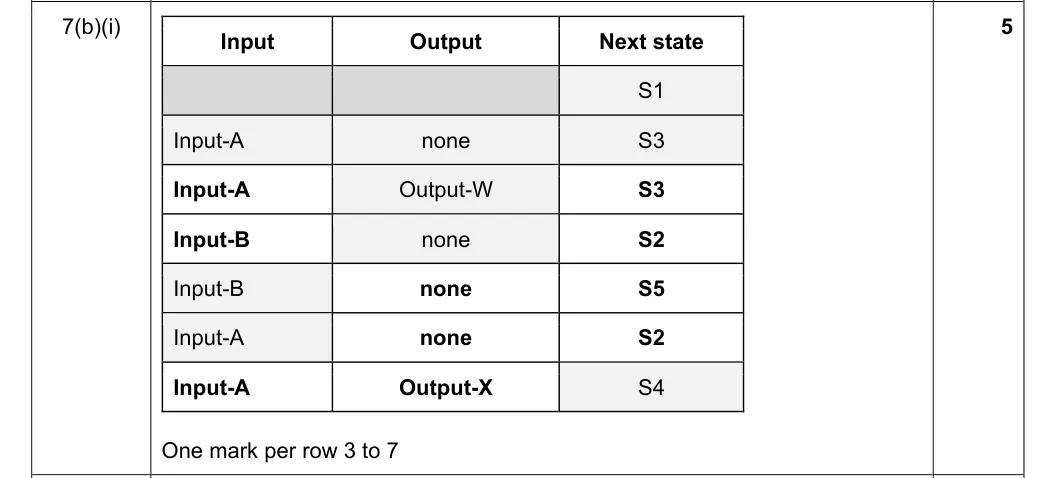 7(b)(i) 5
Input Output Next state
S1
Input-A none S3
Input-A Output-W S3
Input-B none S2
Input-B none S5
Input-A none S2
Input-A Output-X S4
One mark per row 3 to 7